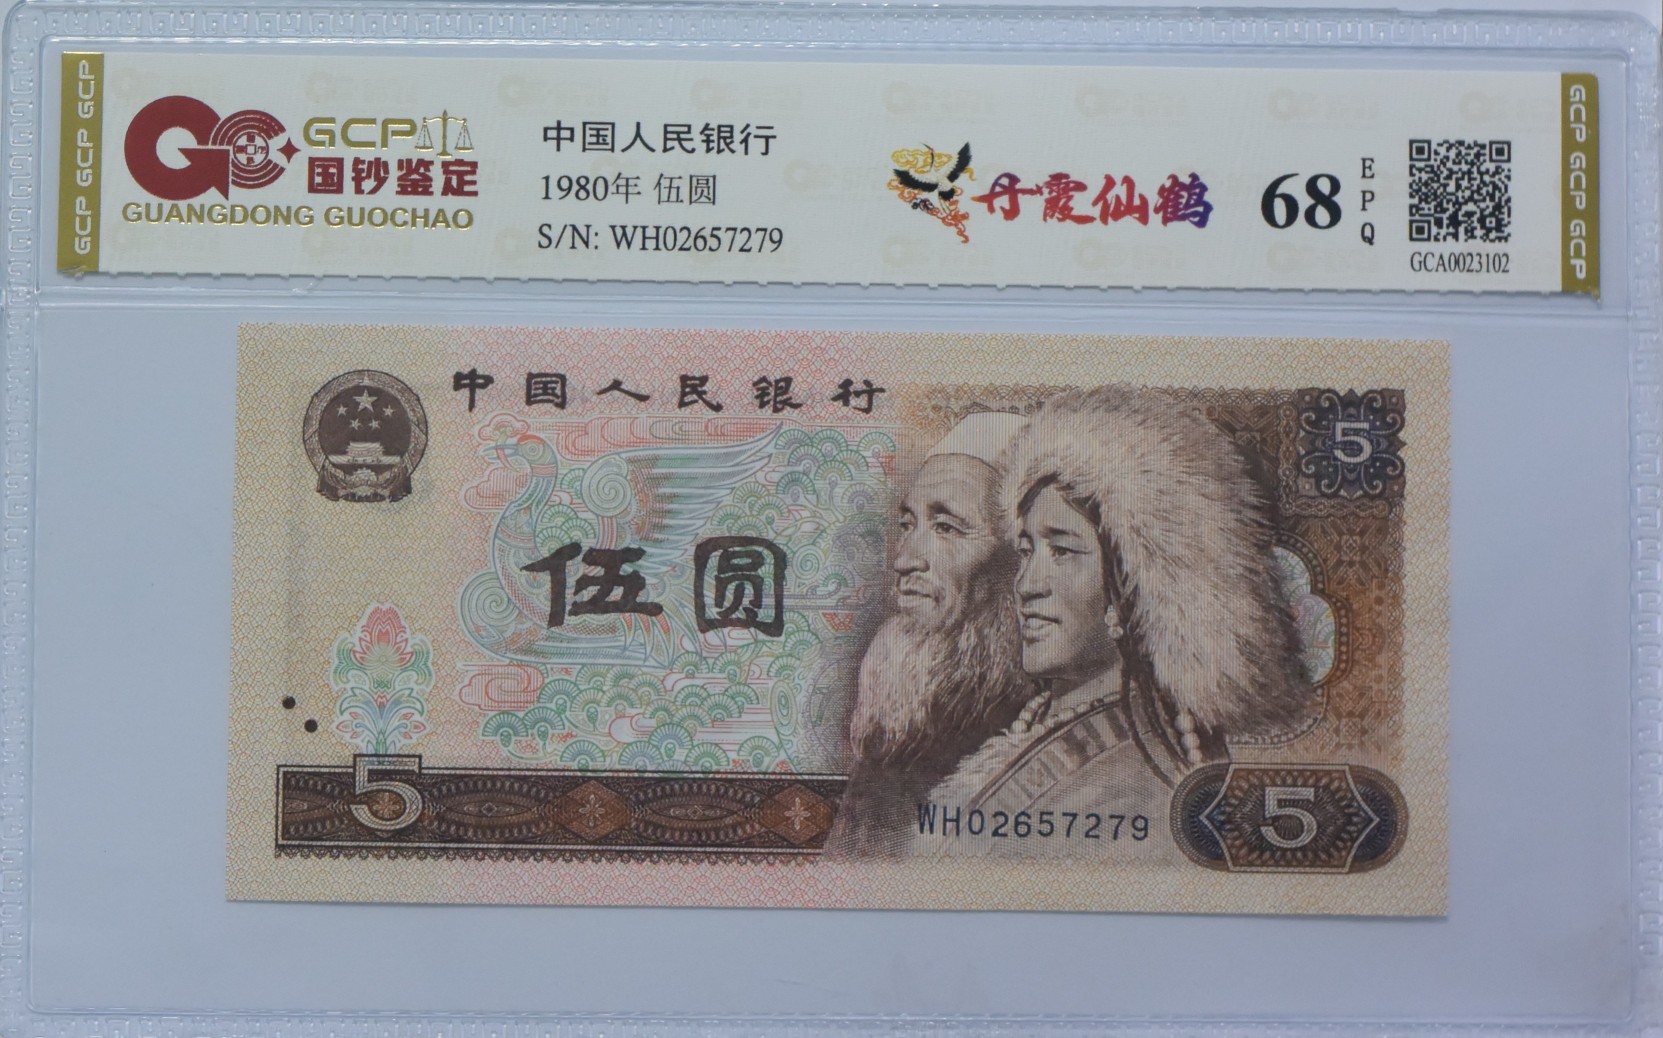 GCP GCP GCP
GCP
国钞鉴定
GUANGDONG GUOCHAO
中国人民银行
1980年 伍圆
S/N: WH02657279
丹霞仙鹤
68
EPQ
GCA0023102
GCP GCP GCP
中国人民银行
5
伍圆
5
WH02657279
5